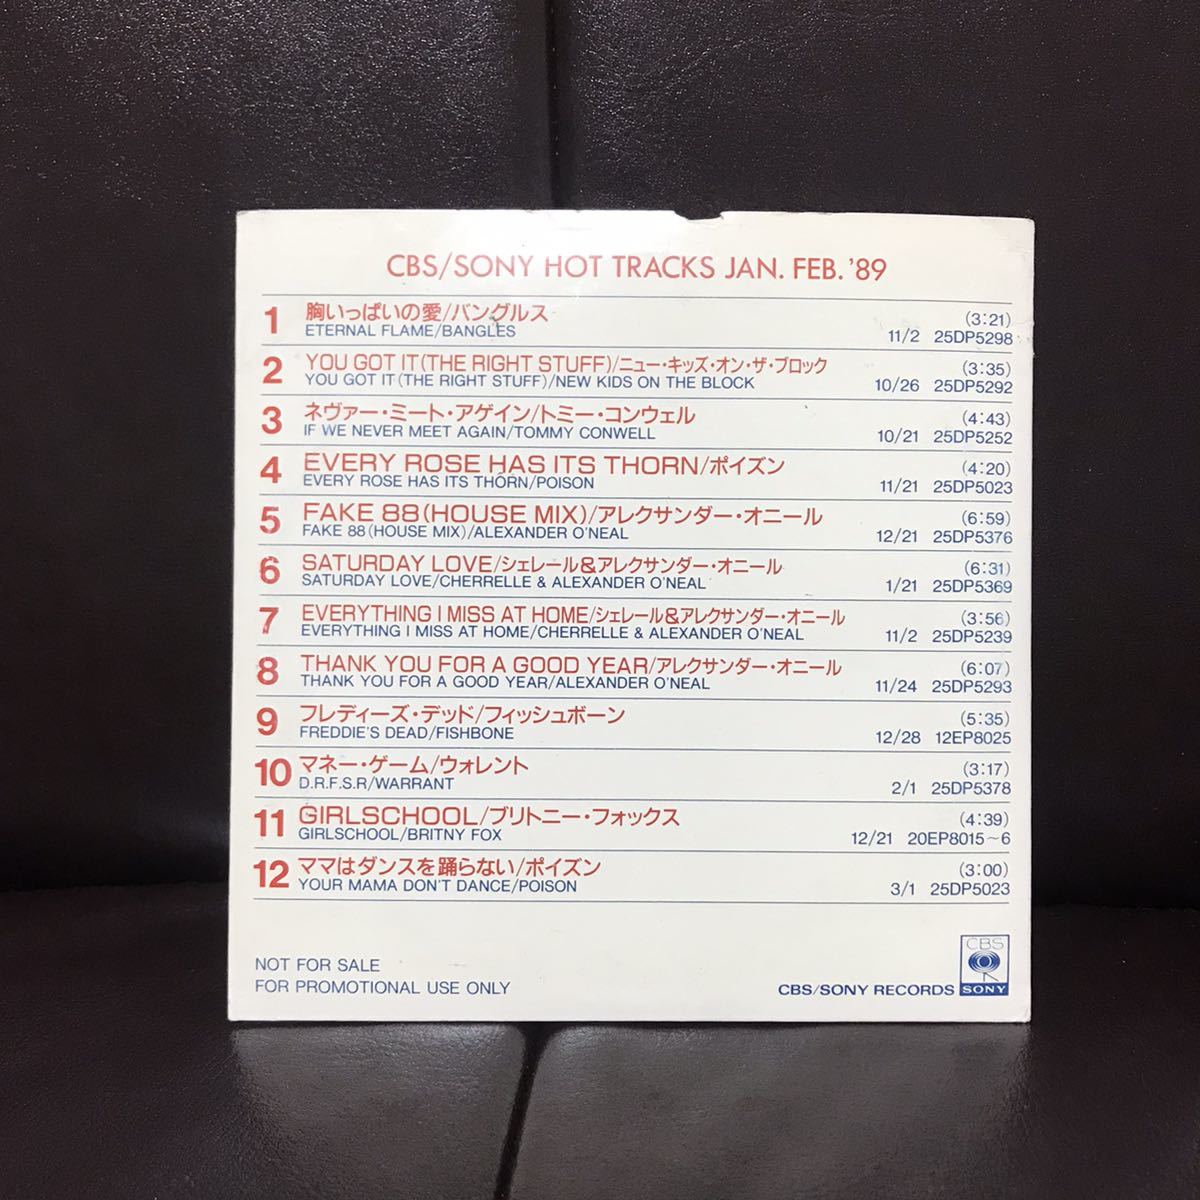 CBS/SONY HOT TRACKS JAN. FEB. '89
1 胸いっぱいの愛/バングルス (3:21)
ETERNAL FLAME/BANGLES 11/2 25DP5298
2 YOU GOT IT(THE RIGHT STUFF)/ニュー・キッズ・オン・ザ・ブロック (3:35)
YOU GOT IT(THE RIGHT STUFF)/NEW KIDS ON THE BLOCK 10/26 25DP5292
3 ネヴァー・ミート・アゲイン/トミー・コンウェル (4:43)
IF WE NEVER MEET AGAIN/TOMMY CONWELL 10/21 25DP5252
4 EVERY ROSE HAS ITS THORN/ポイズン (4:20)
EVERY ROSE HAS ITS THORN/POISON 11/21 25DP5023
5 FAKE 88(HOUSE MIX)/アレクサンダー・オニール (6:59)
FAKE 88(HOUSE MIX)/ALEXANDER O'NEAL 12/21 25DP5376
6 SATURDAY LOVE/シェレール&アレクサンダー・オニール (6:31)
SATURDAY LOVE/CHERRELLE & ALEXANDER O'NEAL 1/21 25DP5369
7 EVERYTHING I MISS AT HOME/シェレール&アレクサンダー・オニール (3:56)
EVERYTHING I MISS AT HOME/CHERRELLE & ALEXANDER O'NEAL 11/2 25DP5239
8 THANK YOU FOR A GOOD YEAR/アレクサンダー・オニール (6:07)
THANK YOU FOR A GOOD YEAR/ALEXANDER O'NEAL 11/24 25DP5293
9 フレディーズ・デッド/フィッシュボーン (5:35)
FREDDIE'S DEAD/FISHBONE 12/28 12EP8025
10 マネー・ゲーム/ウォレント (3:17)
D.R.F.S.R/WARRANT 2/1 25DP5378
11 GIRLSCHOOL/ブリトニー・フォックス (4:39)
GIRLSCHOOL/BRITNY FOX 12/21 20EP8015~6
12 ママはダンスを踊らない/ポイズン (3:00)
YOUR MAMA DON'T DANCE/POISON 3/1 25DP5023
NOT FOR SALE
FOR PROMOTIONAL USE ONLY
CBS/SONY RECORDS
CBS
SONY